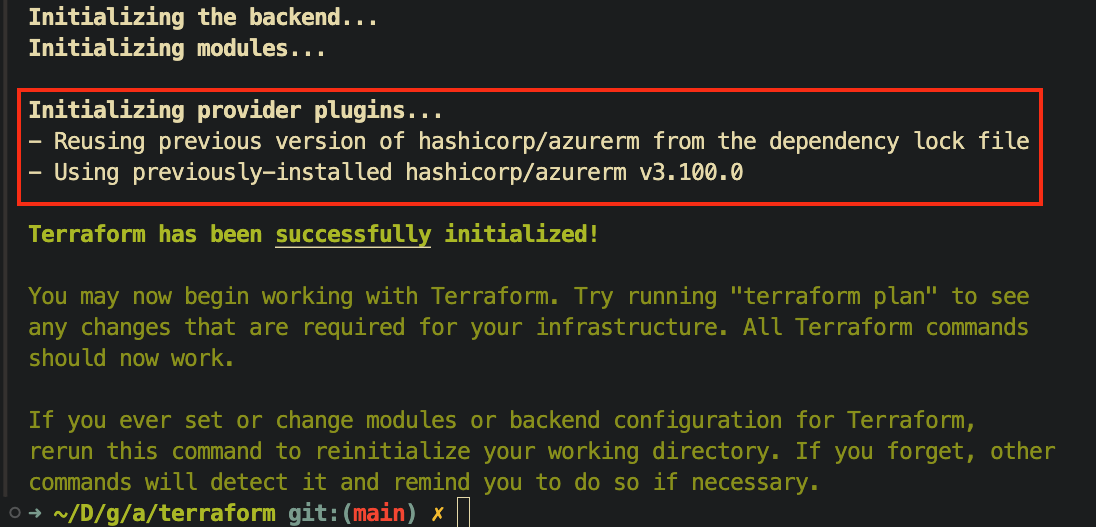 Initializing the backend...
Initializing modules...
Initializing provider plugins...
- Reusing previous version of hashicorp/azurerm from the dependency lock file
- Using previously-installed hashicorp/azurerm v3.100.0
Terraform has been successfully initialized!
You may now begin working with Terraform. Try running "terraform plan" to see
any changes that are required for your infrastructure. All Terraform commands
should now work.
If you ever set or change modules or backend configuration for Terraform,
rerun this command to reinitialize your working directory. If you forget, other
commands will detect it and remind you to do so if necessary.
➜ ~/D/g/a/terraform git:(main) ✗